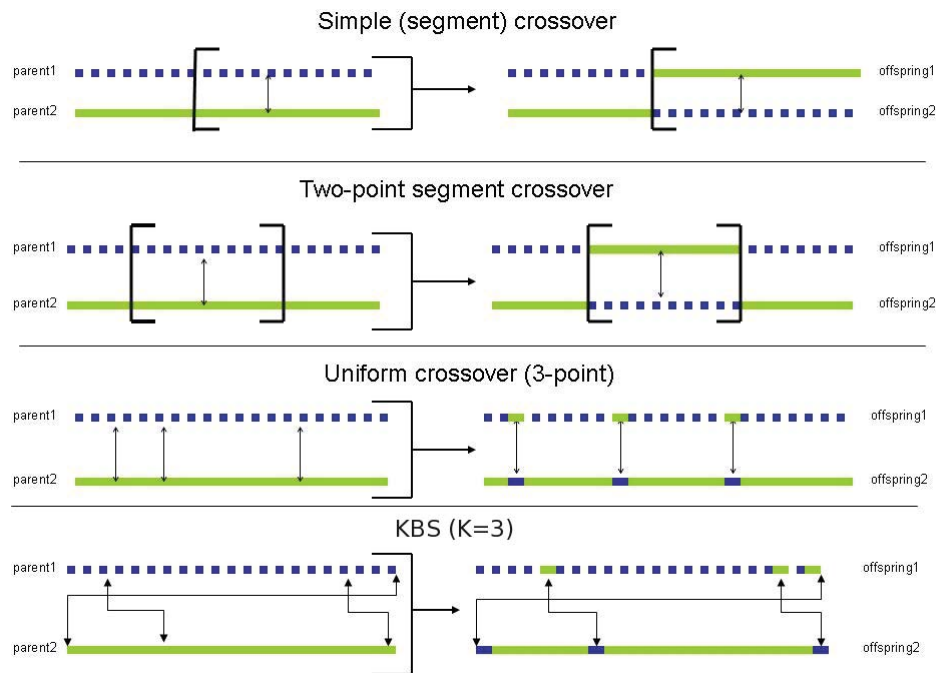 Simple (segment) crossover
parent1
offspring1
parent2
offspring2
Two-point segment crossover
parent1
offspring1
parent2
offspring2
Uniform crossover (3-point)
parent1
offspring1
parent2
offspring2
KBS (K=3)
parent1
offspring1
parent2
offspring2